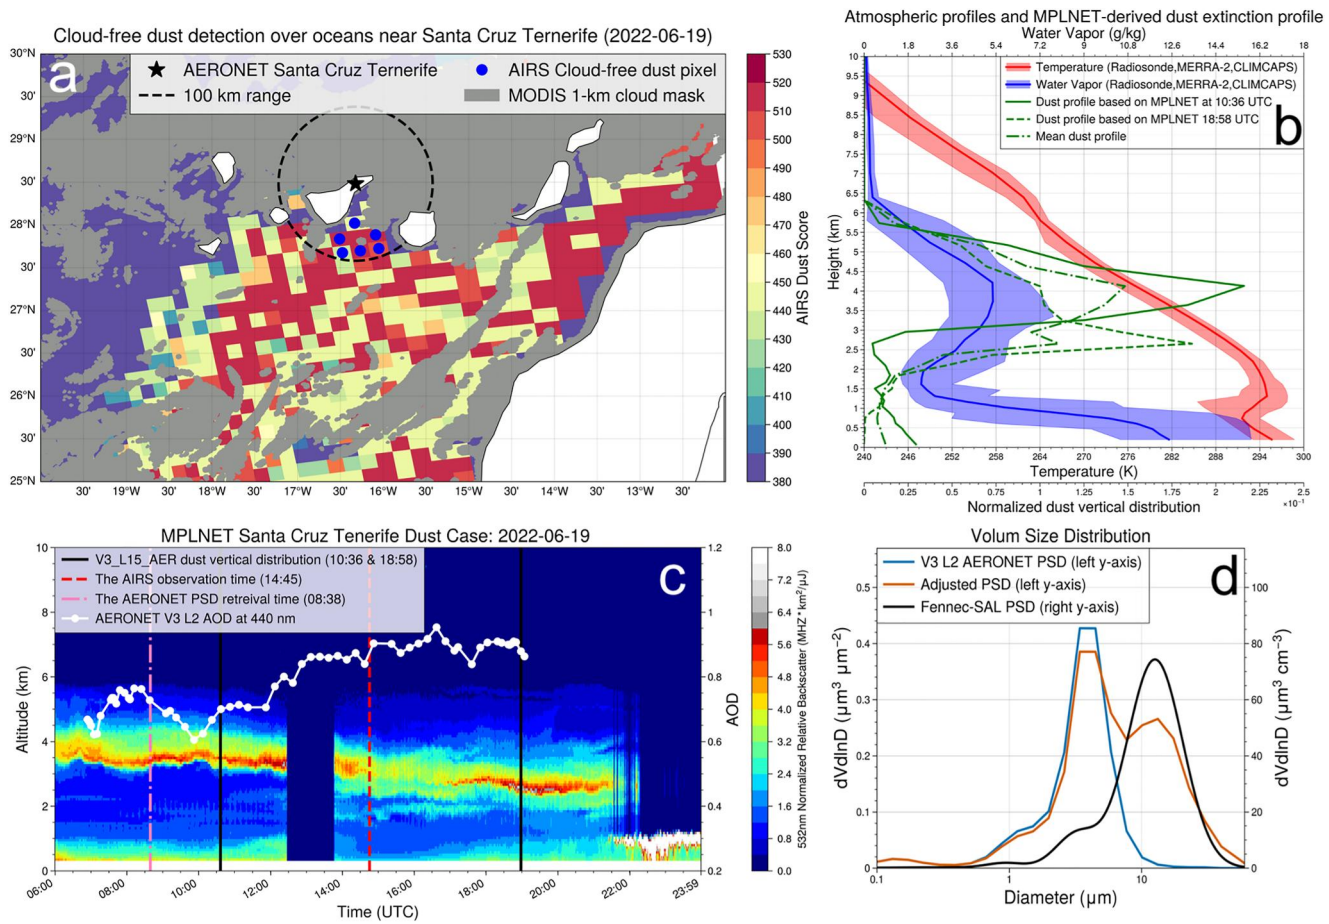 Cloud-free dust detection over oceans near Santa Cruz Ternerife (2022-06-19)
a
AERONET Santa Cruz Ternerife
AIRS Cloud-free dust pixel
100 km range
MODIS 1-km cloud mask
30°N
30'
29°N
30'
28°N
30'
27°N
30'
26°N
30'
25°N
30'
19°W
30'
18°W
30'
17°W
30'
16°W
30'
15°W
30'
14°W
30'
13°W
30'
530
520
510
500
490
480
470
460
450
440
430
420
410
400
390
380
AIRS Dust Score
Atmospheric profiles and MPLNET-derived dust extinction profile
Water Vapor (g/kg)
0 1.8 3.6 5.4 7.2 9 10.8 12.6 14.4 16.2 18
Temperature (Radiosonde,MERRA-2,CLIMCAPS)
Water Vapor (Radiosonde,MERRA-2,CLIMCAPS)
Dust profile based on MPLNET at 10:36 UTC
Dust profile based on MPLNET 18:58 UTC
Mean dust profile
b
10
9.5
9
8.5
8
7.5
7
6.5
6
5.5
5
4.5
4
3.5
3
2.5
2
1.5
1
0.5
0
Height (km)
240 246 252 258 264 270 276 282 288 294 300
Temperature (K)
0 0.25 0.5 0.75 1 1.25 1.5 1.75 2 2.25 2.5
×10⁻¹
Normalized dust vertical distribution
MPLNET Santa Cruz Tenerife Dust Case: 2022-06-19
V3_L15_AER dust vertical distribution (10:36 & 18:58)
The AIRS observation time (14:45)
The AERONET PSD retreival time (08:38)
AERONET V3 L2 AOD at 440 nm
c
10
8
6
4
2
0
Altitude (km)
06:00 08:00 10:00 12:00 14:00 16:00 18:00 20:00 22:00 23:59
Time (UTC)
1.2
1
0.8
0.6
0.4
0.2
AOD
8.0
7.2
6.4
5.6
4.8
4.0
3.2
2.4
1.6
0.8
0.0
532nm Normalized Relative Backscatter (MHZ * km²/μJ)
Volum Size Distribution
V3 L2 AERONET PSD (left y-axis)
Adjusted PSD (left y-axis)
Fennec-SAL PSD (right y-axis)
d
0.5
0.4
0.3
0.2
0.1
0
dVdlnD (μm³ μm⁻²)
100
80
60
40
20
0
dVdlnD (μm³ cm⁻³)
0.1 1 10
Diameter (μm)